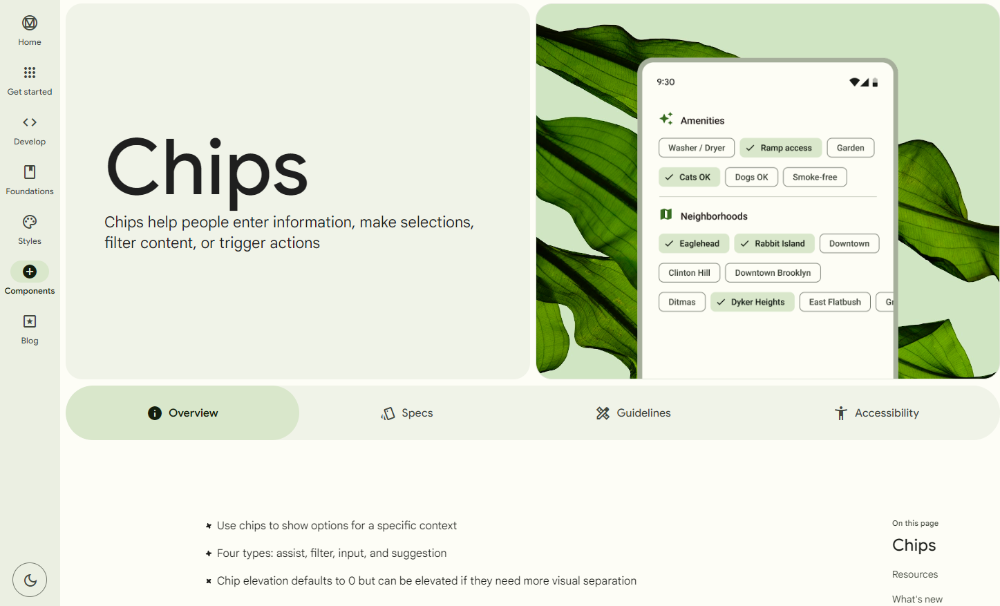 Home
Get started
Develop
Foundations
Styles
Components
Blog
Chips
Chips help people enter information, make selections,
filter content, or trigger actions
9:30
Amenities
Washer / Dryer
Ramp access
Garden
Cats OK
Dogs OK
Smoke-free
Neighborhoods
Eaglehead
Rabbit Island
Downtown
Clinton Hill
Downtown Brooklyn
Ditmas
Dyker Heights
East Flatbush
Overview
Specs
Guidelines
Accessibility
Use chips to show options for a specific context
Four types: assist, filter, input, and suggestion
Chip elevation defaults to 0 but can be elevated if they need more visual separation
On this page
Chips
Resources
What's new